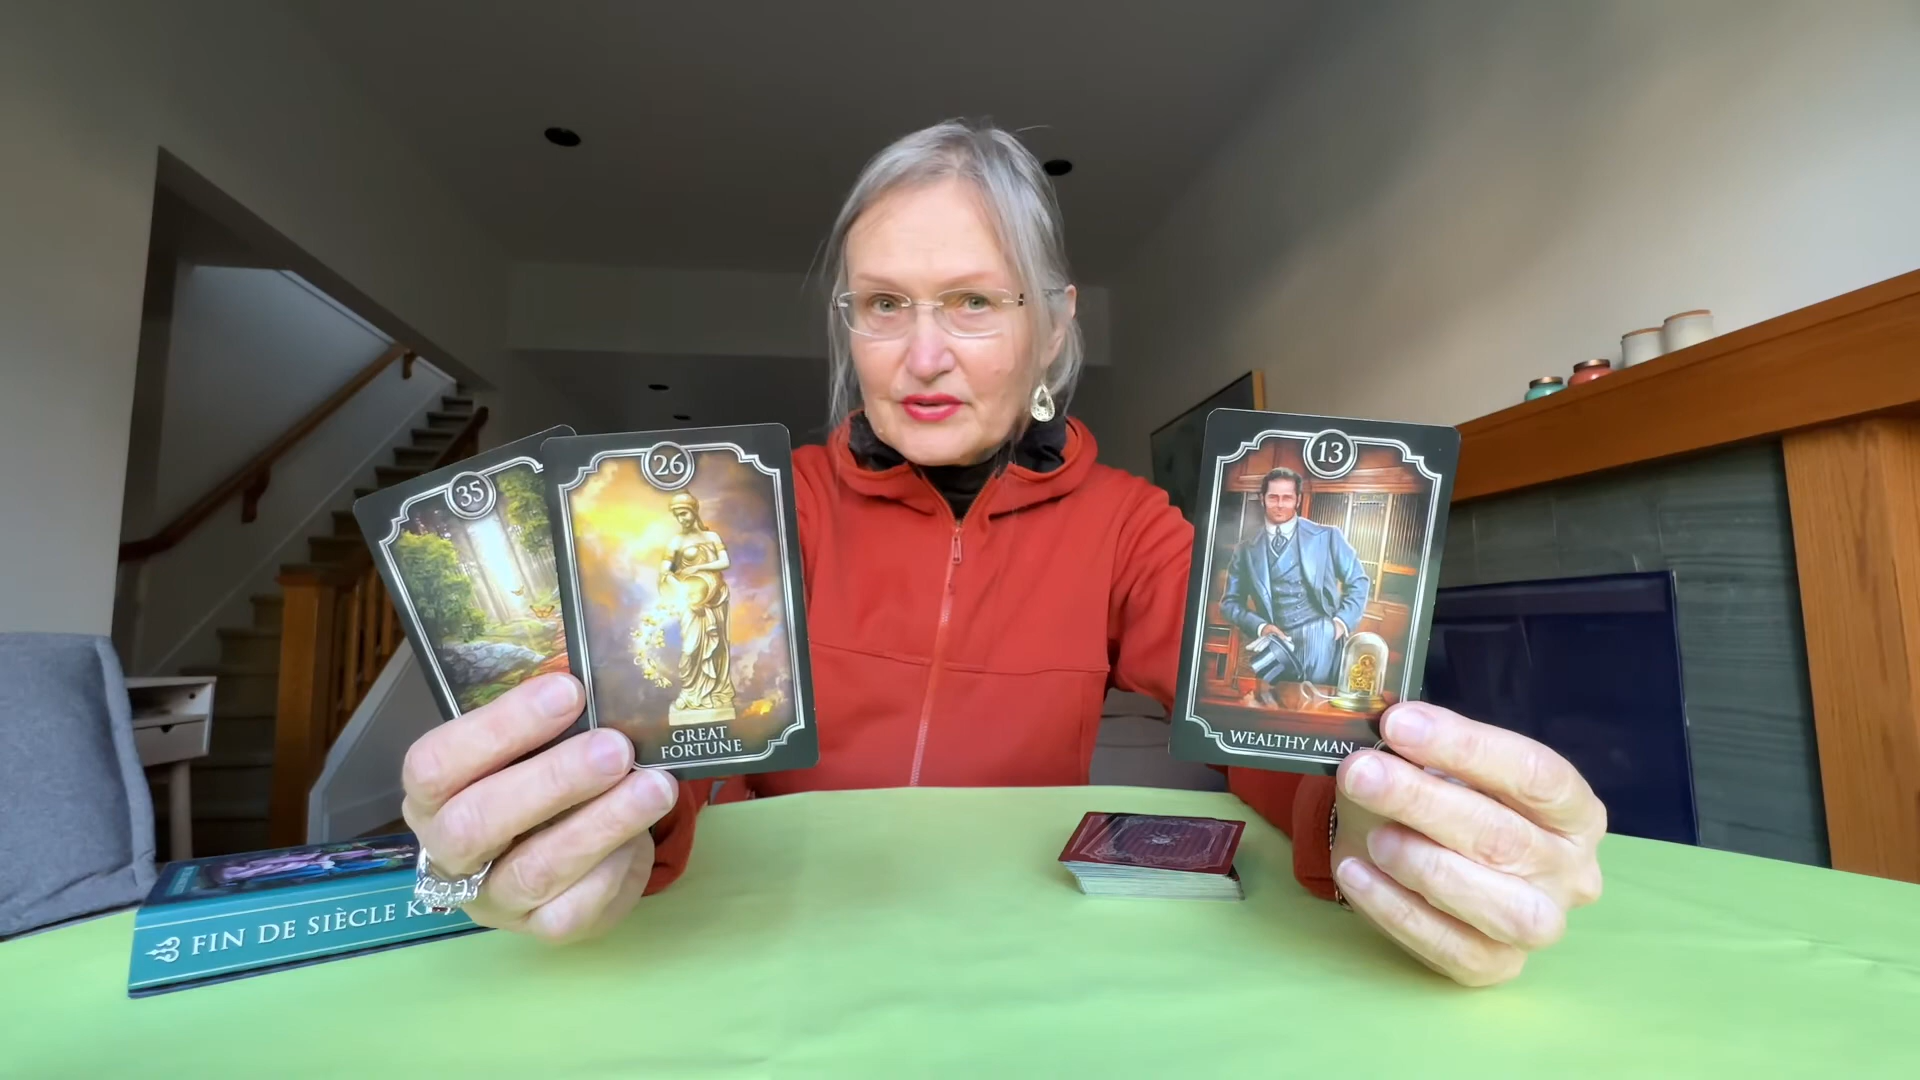 35
26
GREAT
FORTUNE
13
WEALTHY MAN
FIN DE SIÈCLE